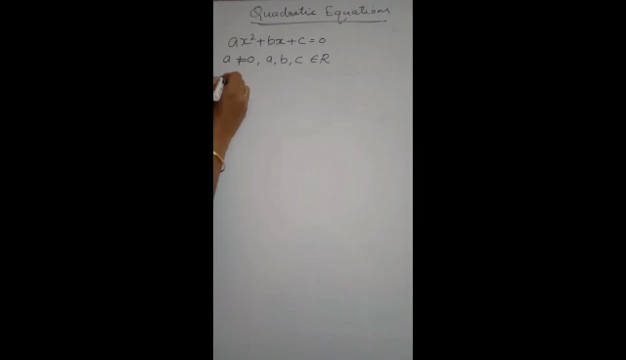 Quadratic Equations
ax²+bx+c=0
a ≠0, a, b, c ∈R